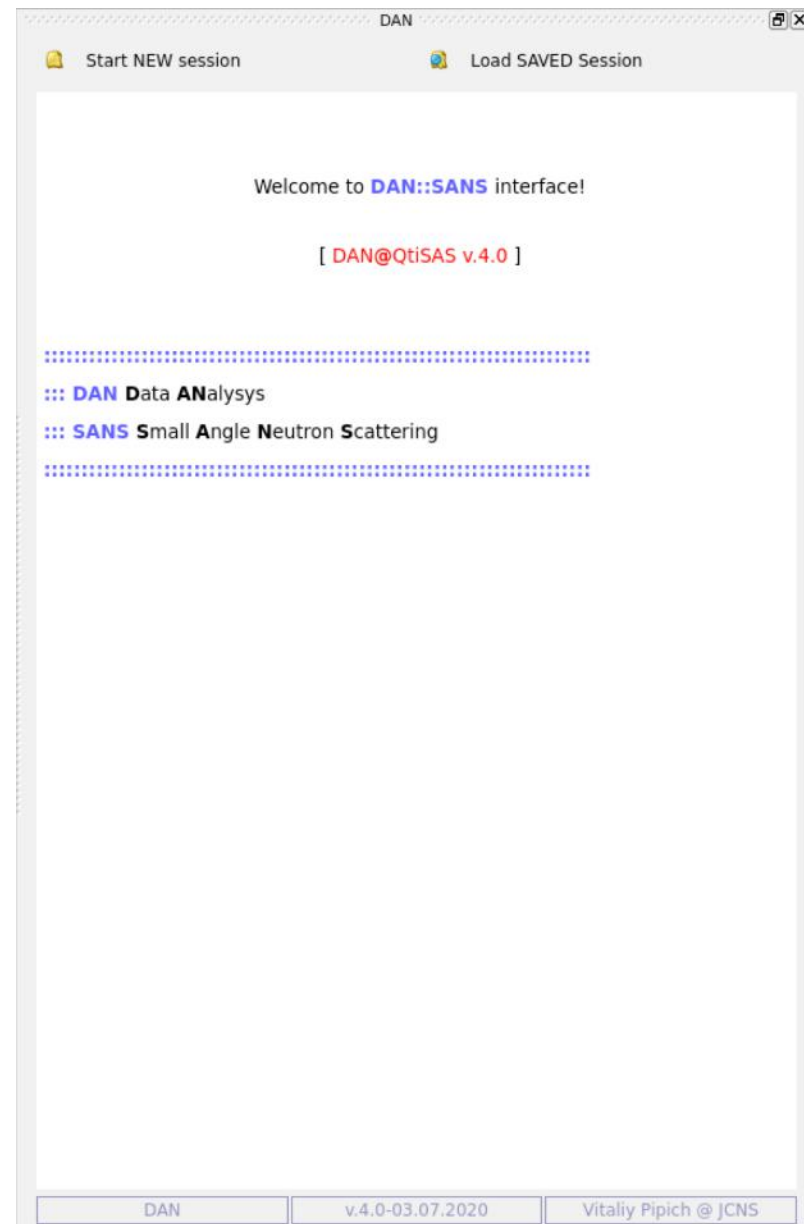 DAN
Start NEW session Load SAVED Session
Welcome to DAN::SANS interface!
[ DAN@QtiSAS v.4.0 ]
:::::::::::::::::::::::::::::::::::::::::::::::::::::::::::::::::::::::::
::: DAN Data ANalysys
::: SANS Small Angle Neutron Scattering
:::::::::::::::::::::::::::::::::::::::::::::::::::::::::::::::::::::::::
DAN v.4.0-03.07.2020 Vitaliy Pipich @ JCNS